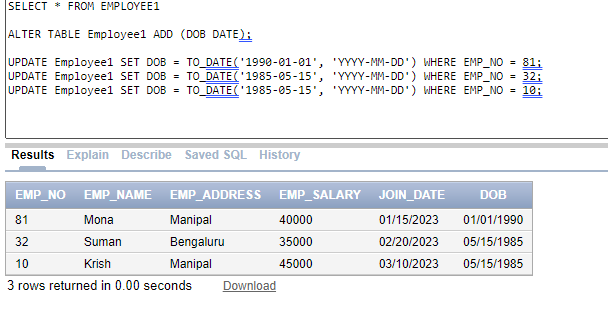 SELECT * FROM EMPLOYEE1
ALTER TABLE Employee1 ADD (DOB DATE);
UPDATE Employee1 SET DOB = TO_DATE('1990-01-01', 'YYYY-MM-DD') WHERE EMP_NO = 81;
UPDATE Employee1 SET DOB = TO_DATE('1985-05-15', 'YYYY-MM-DD') WHERE EMP_NO = 32;
UPDATE Employee1 SET DOB = TO_DATE('1985-05-15', 'YYYY-MM-DD') WHERE EMP_NO = 10;
Results Explain Describe Saved SQL History
EMP_NO EMP_NAME EMP_ADDRESS EMP_SALARY JOIN_DATE DOB
81 Mona Manipal 40000 01/15/2023 01/01/1990
32 Suman Bengaluru 35000 02/20/2023 05/15/1985
10 Krish Manipal 45000 03/10/2023 05/15/1985
3 rows returned in 0.00 seconds Download